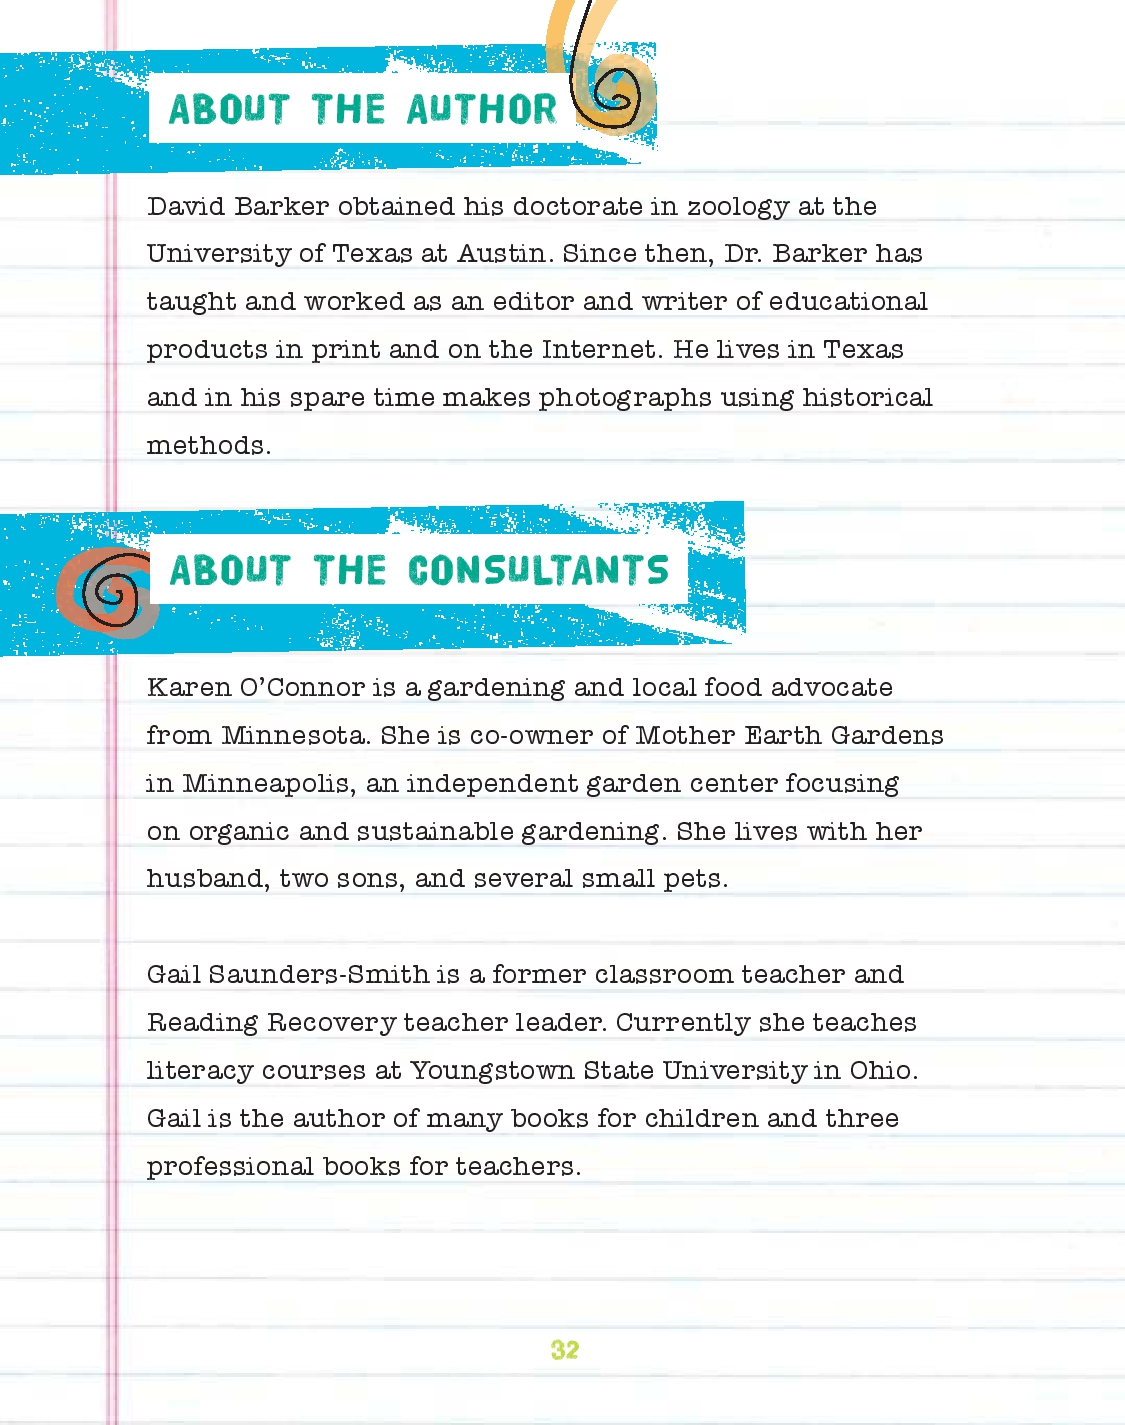 ABOUT THE AUTHOR
David Barker obtained his doctorate in zoology at the
University of Texas at Austin. Since then, Dr. Barker has
taught and worked as an editor and writer of educational
products in print and on the Internet. He lives in Texas
and in his spare time makes photographs using historical
methods.
ABOUT THE CONSULTANTS
Karen O’Connor is a gardening and local food advocate
from Minnesota. She is co-owner of Mother Earth Gardens
in Minneapolis, an independent garden center focusing
on organic and sustainable gardening. She lives with her
husband, two sons, and several small pets.
Gail Saunders-Smith is a former classroom teacher and
Reading Recovery teacher leader. Currently she teaches
literacy courses at Youngstown State University in Ohio.
Gail is the author of many books for children and three
professional books for teachers.
32